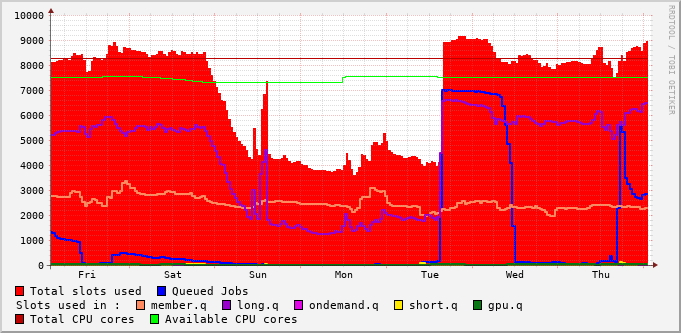 RRDTOOL / TOBI OETIKER
10000
9000
8000
7000
6000
5000
4000
3000
2000
1000
0
Fri Sat Sun Mon Tue Wed Thu
Total slots used Queued Jobs
Slots used in : member.q long.q ondemand.q short.q gpu.q
Total CPU cores Available CPU cores